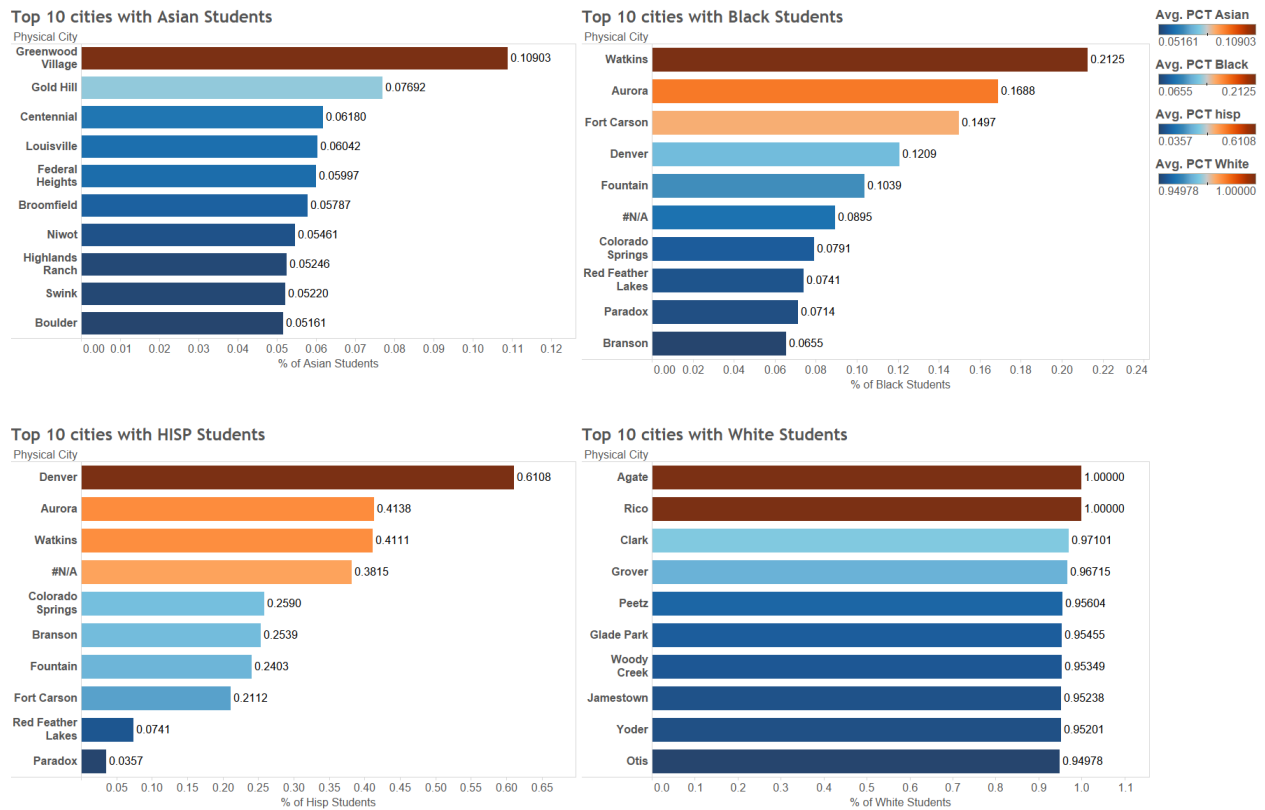 Top 10 cities with Asian Students
Physical City
Greenwood
Village
0.10903
Gold Hill
0.07692
Centennial
0.06180
Louisville
0.06042
Federal
Heights
0.05997
Broomfield
0.05787
Niwot
0.05461
Highlands
Ranch
0.05246
Swink
0.05220
Boulder
0.05161
0.00 0.01 0.02 0.03 0.04 0.05 0.06 0.07 0.08 0.09 0.10 0.11 0.12
% of Asian Students
Top 10 cities with Black Students
Physical City
Watkins
0.2125
Aurora
0.1688
Fort Carson
0.1497
Denver
0.1209
Fountain
0.1039
#N/A
0.0895
Colorado
Springs
0.0791
Red Feather
Lakes
0.0741
Paradox
0.0714
Branson
0.0655
0.00 0.02 0.04 0.06 0.08 0.10 0.12 0.14 0.16 0.18 0.20 0.22 0.24
% of Black Students
Avg. PCT Asian
0.05161 0.10903
Avg. PCT Black
0.0655 0.2125
Avg. PCT hisp
0.0357 0.6108
Avg. PCT White
0.94978 1.00000
Top 10 cities with HISP Students
Physical City
Denver
0.6108
Aurora
0.4138
Watkins
0.4111
#N/A
0.3815
Colorado
Springs
0.2590
Branson
0.2539
Fountain
0.2403
Fort Carson
0.2112
Red Feather
Lakes
0.0741
Paradox
0.0357
0.05 0.10 0.15 0.20 0.25 0.30 0.35 0.40 0.45 0.50 0.55 0.60 0.65
% of Hisp Students
Top 10 cities with White Students
Physical City
Agate
1.00000
Rico
1.00000
Clark
0.97101
Grover
0.96715
Peetz
0.95604
Glade Park
0.95455
Woody
Creek
0.95349
Jamestown
0.95238
Yoder
0.95201
Otis
0.94978
0.0 0.1 0.2 0.3 0.4 0.5 0.6 0.7 0.8 0.9 1.0 1.1
% of White Students